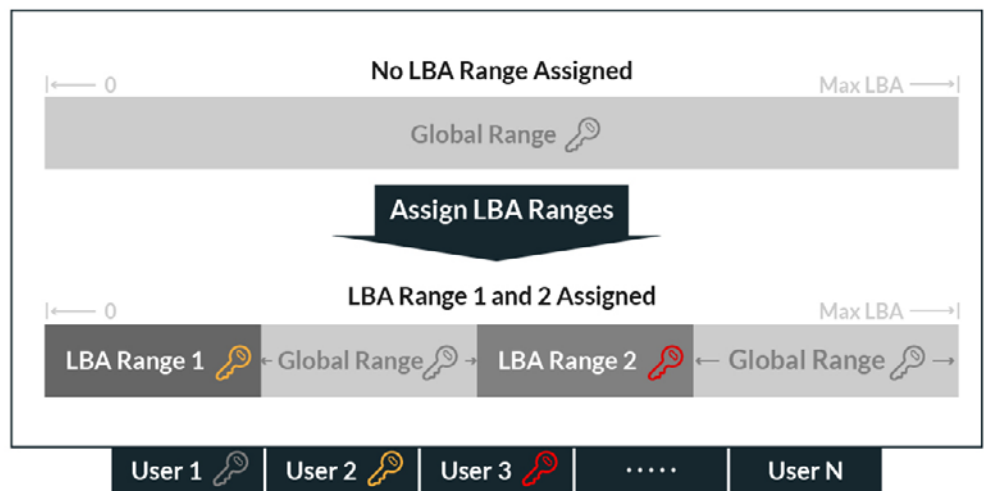 No LBA Range Assigned
0 Max LBA
Global Range
Assign LBA Ranges
LBA Range 1 and 2 Assigned
0 Max LBA
LBA Range 1 Global Range LBA Range 2 Global Range
User 1 User 2 User 3 ····· User N